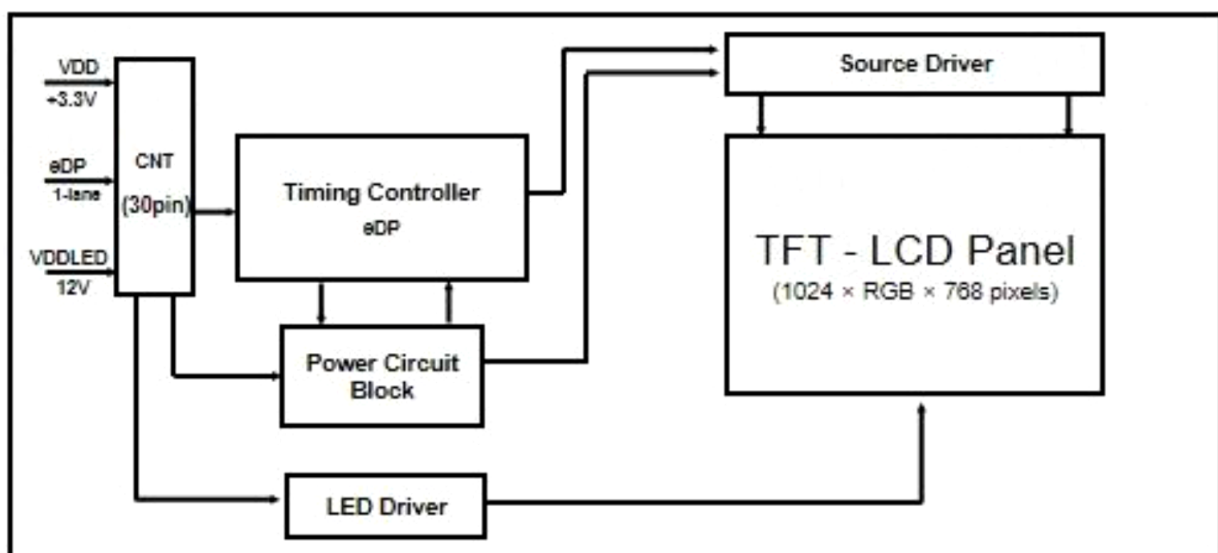 VDD
+3.3V
eDP
1-lane
VDDLED
12V
CNT
(30pin)
Timing Controller
eDP
Power Circuit
Block
LED Driver
Source Driver
TFT - LCD Panel
(1024 × RGB × 768 pixels)